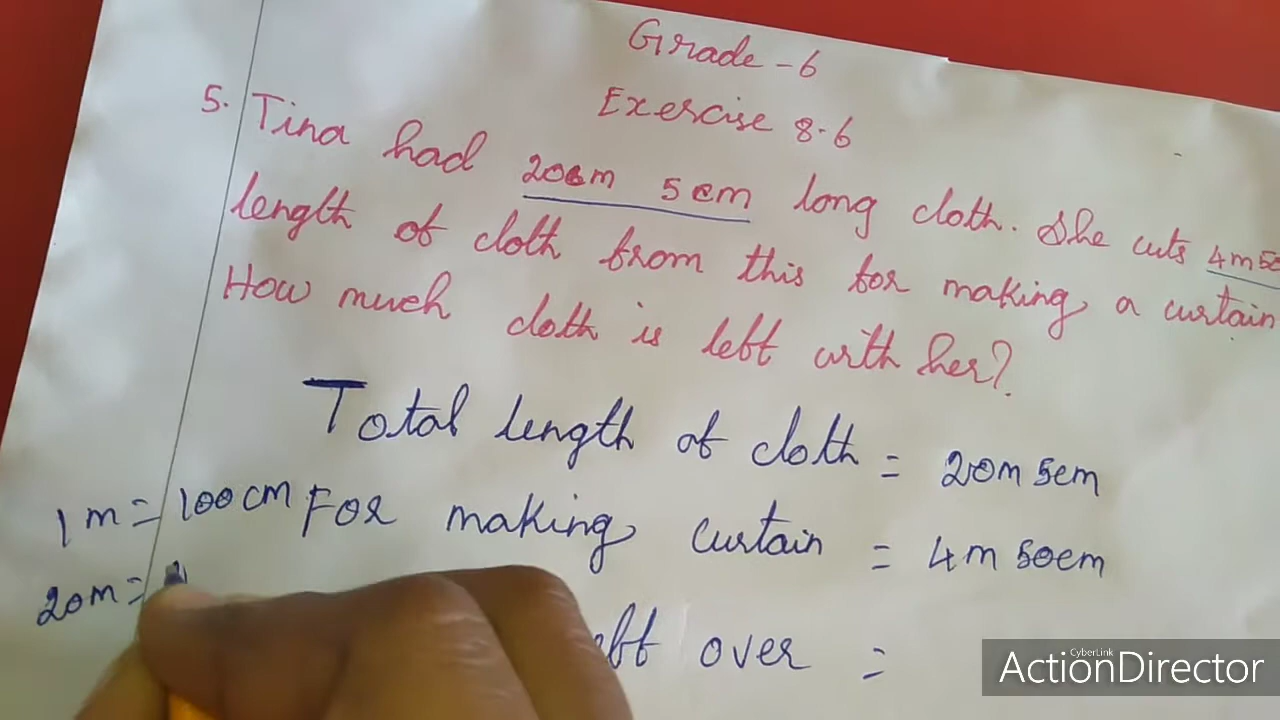 Grade - 6
Exercise 8.6
5. Tina had 20m 5cm long cloth. She cuts 4m 5
length of cloth from this for making a curtain
How much cloth is left with her?
Total length of cloth = 20m 5cm
1m = 100cm For making curtain = 4m 50cm
20m =
over =
CyberLink
ActionDirector